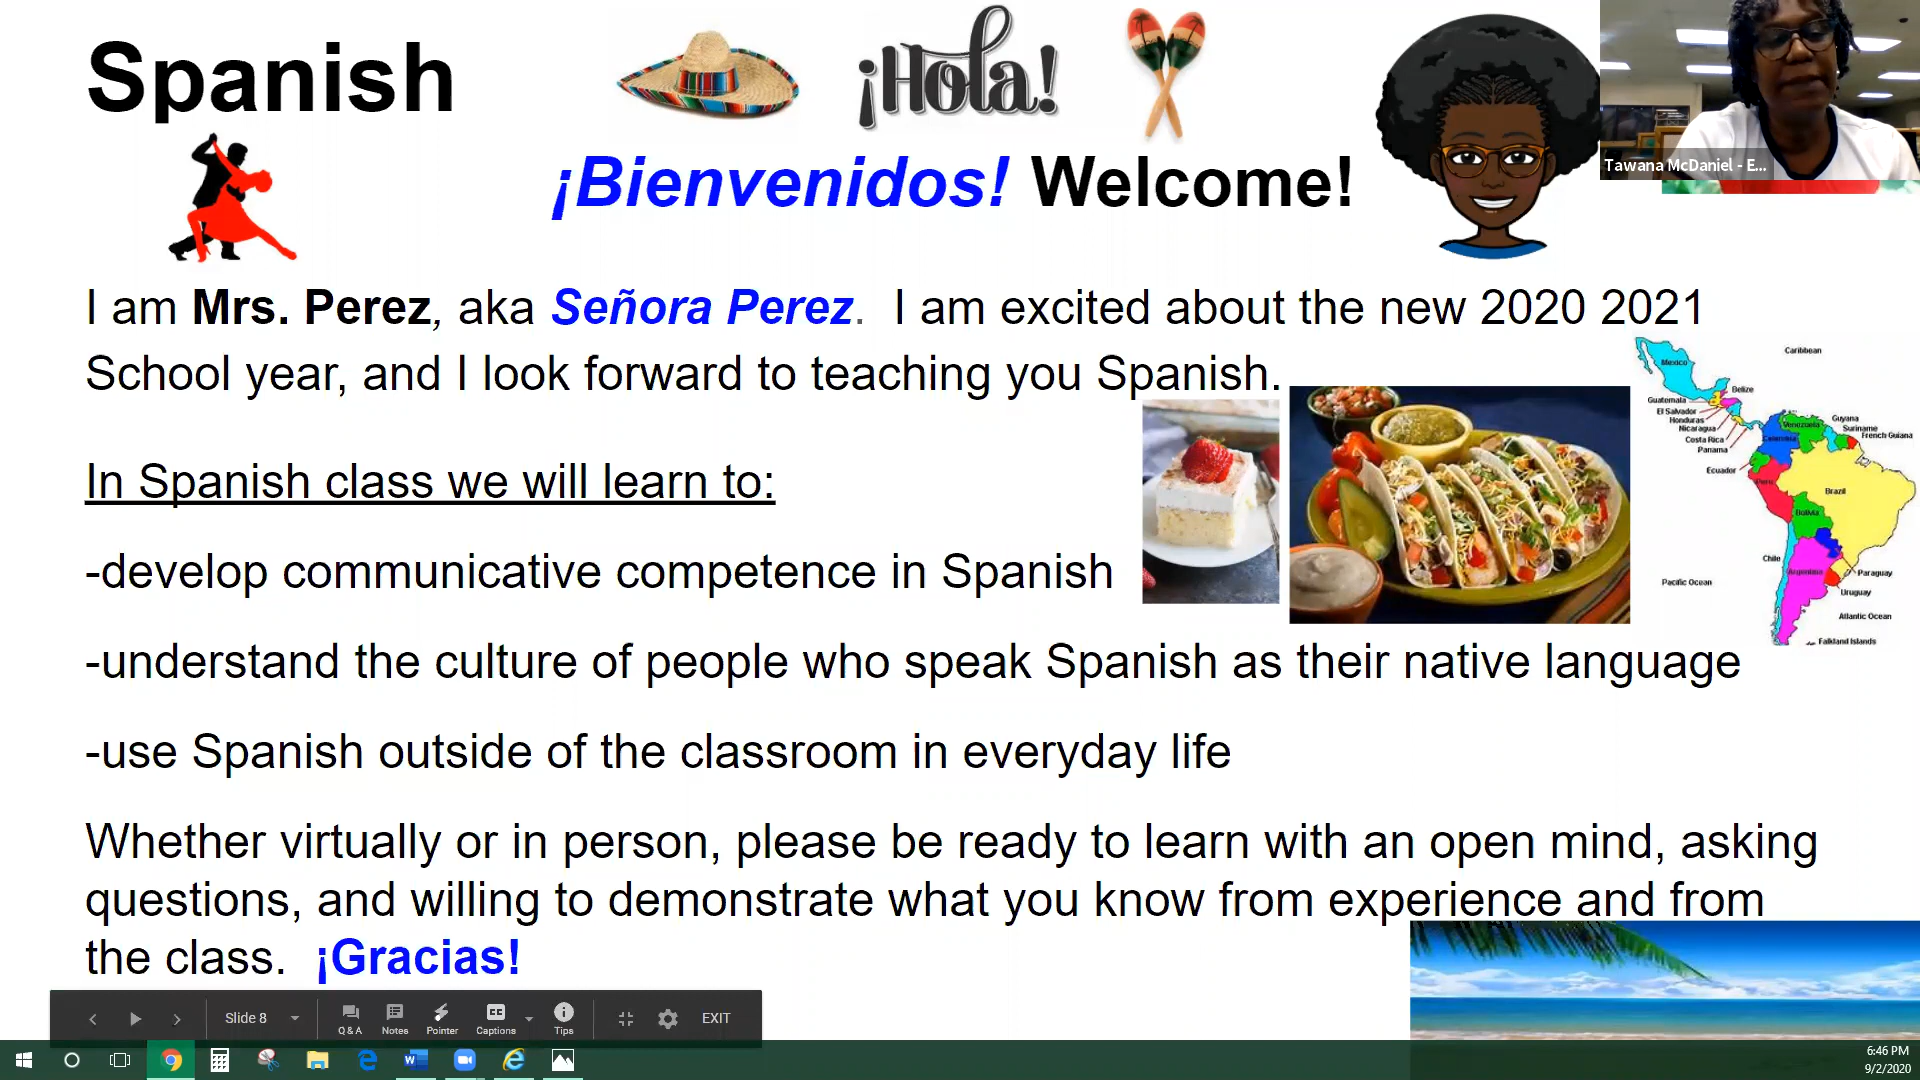 Spanish
¡Hola!
¡Bienvenidos! Welcome!
Tawana McDaniel - E...
I am Mrs. Perez, aka Señora Perez. I am excited about the new 2020 2021
School year, and I look forward to teaching you Spanish.
In Spanish class we will learn to:
-develop communicative competence in Spanish
-understand the culture of people who speak Spanish as their native language
-use Spanish outside of the classroom in everyday life
Whether virtually or in person, please be ready to learn with an open mind, asking
questions, and willing to demonstrate what you know from experience and from
the class. ¡Gracias!
Caribbean
Mexico
Belize
Guatemala
El Salvador
Honduras
Nicaragua
Costa Rica
Panama
Venezuela
Guyana
Suriname
French Guiana
Colombia
Ecuador
Peru
Brazil
Bolivia
Chile
Paraguay
Argentina
Pacific Ocean
Uruguay
Atlantic Ocean
Falkland Islands
Slide 8
Q & A
Notes
Pointer
CC
Captions
Tips
EXIT
6:46 PM
9/2/2020